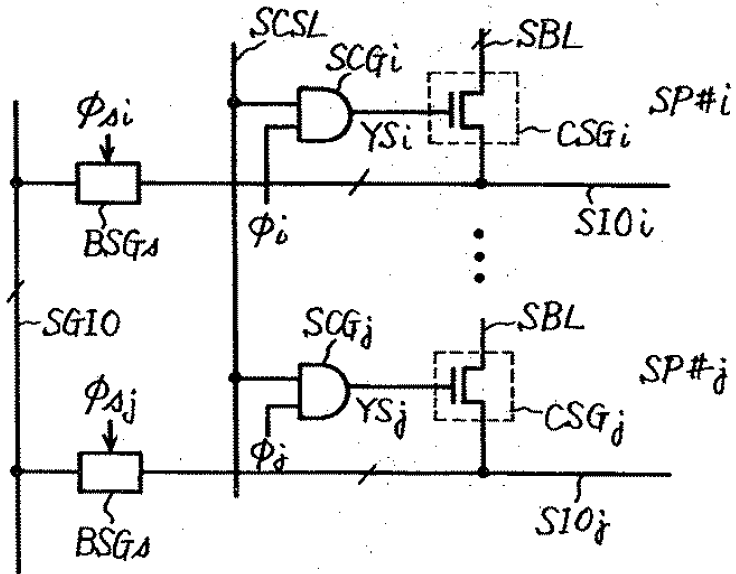 SCSL
SCGi
SBL
SP#i
φsi
YSi
CSGi
BSGs
φi
SIOi
SGIO
SCGj
SBL
SP#j
φsj
YSj
CSGj
φj
BSGs
SIOj